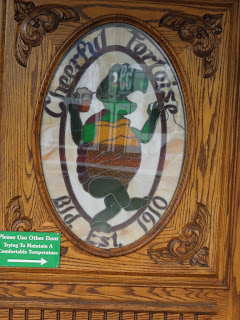 Cheerful Tortoise
Bld. Est. 1910
Please Use Other Door
Trying To Maintain A
Comfortable Temperature